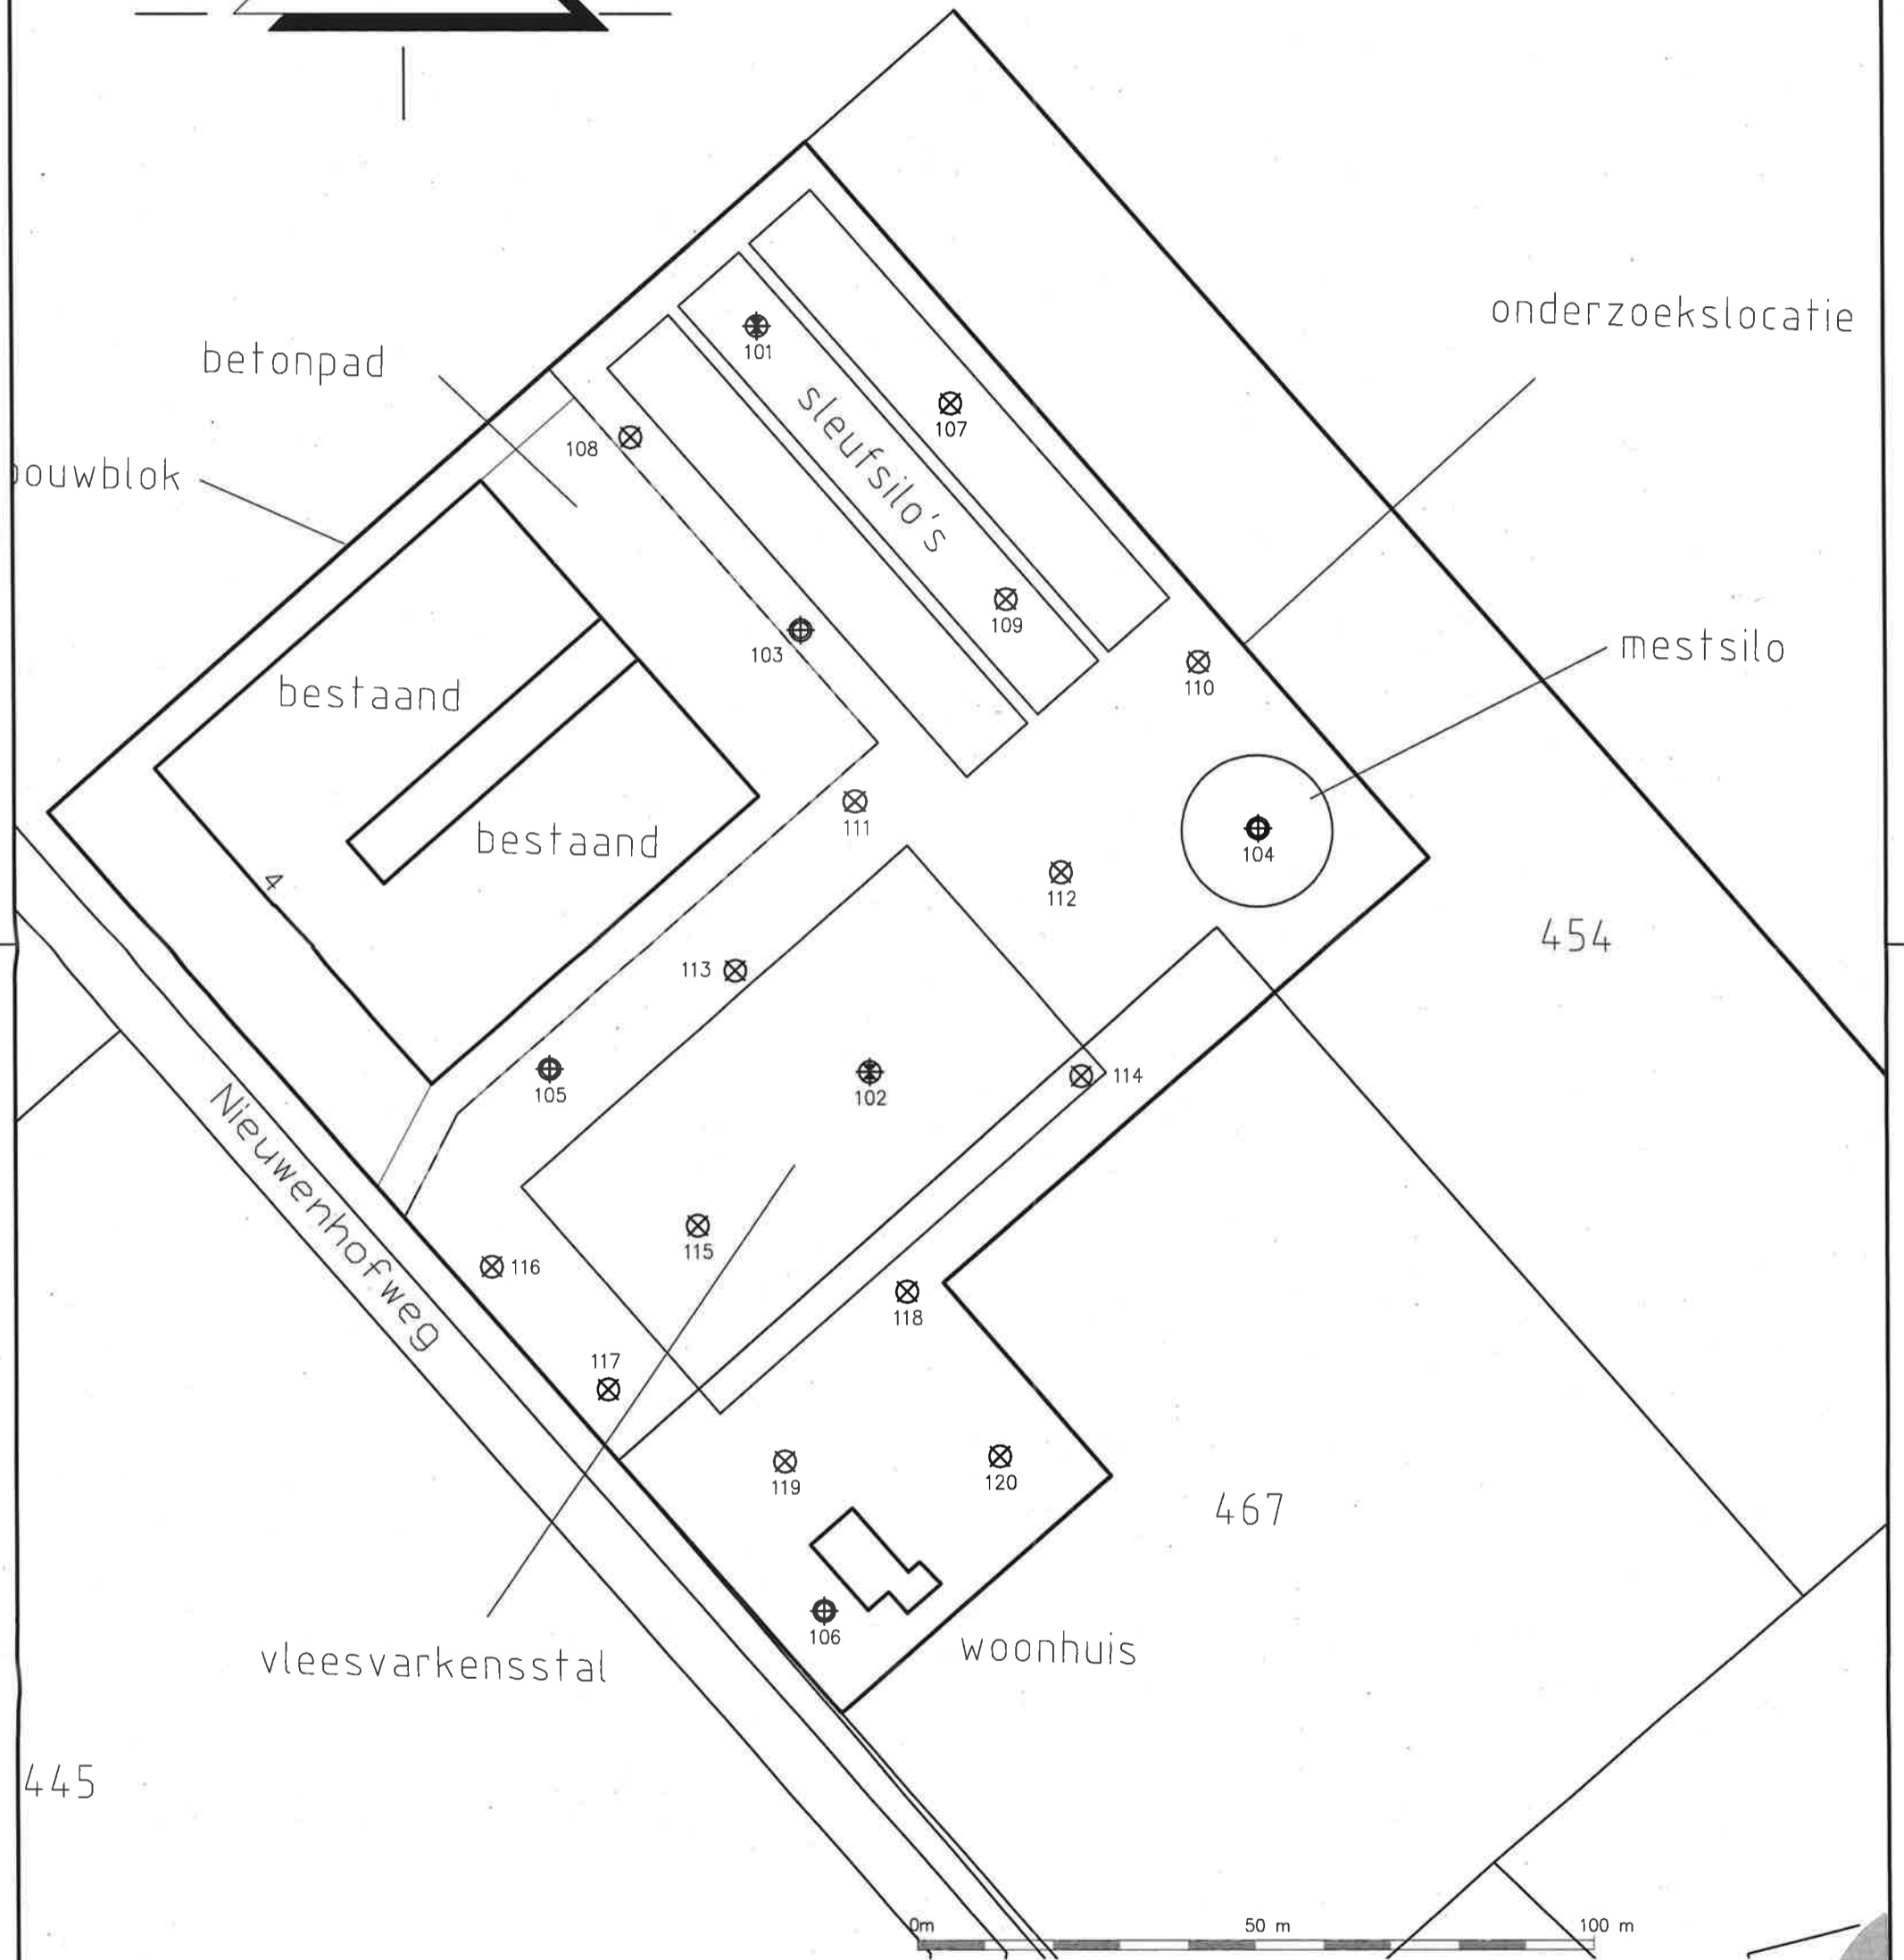 onderzoekslocatie
betonpad
101
sleufsilo's
107
108
ouwblok
109
103
mestsilo
110
bestaand
111
104
bestaand
4
112
454
113
105
102
114
Nieuwenhofweg
115
116
118
117
119
120
467
106
woonhuis
vleesvarkensstal
445
0m
50 m
100 m